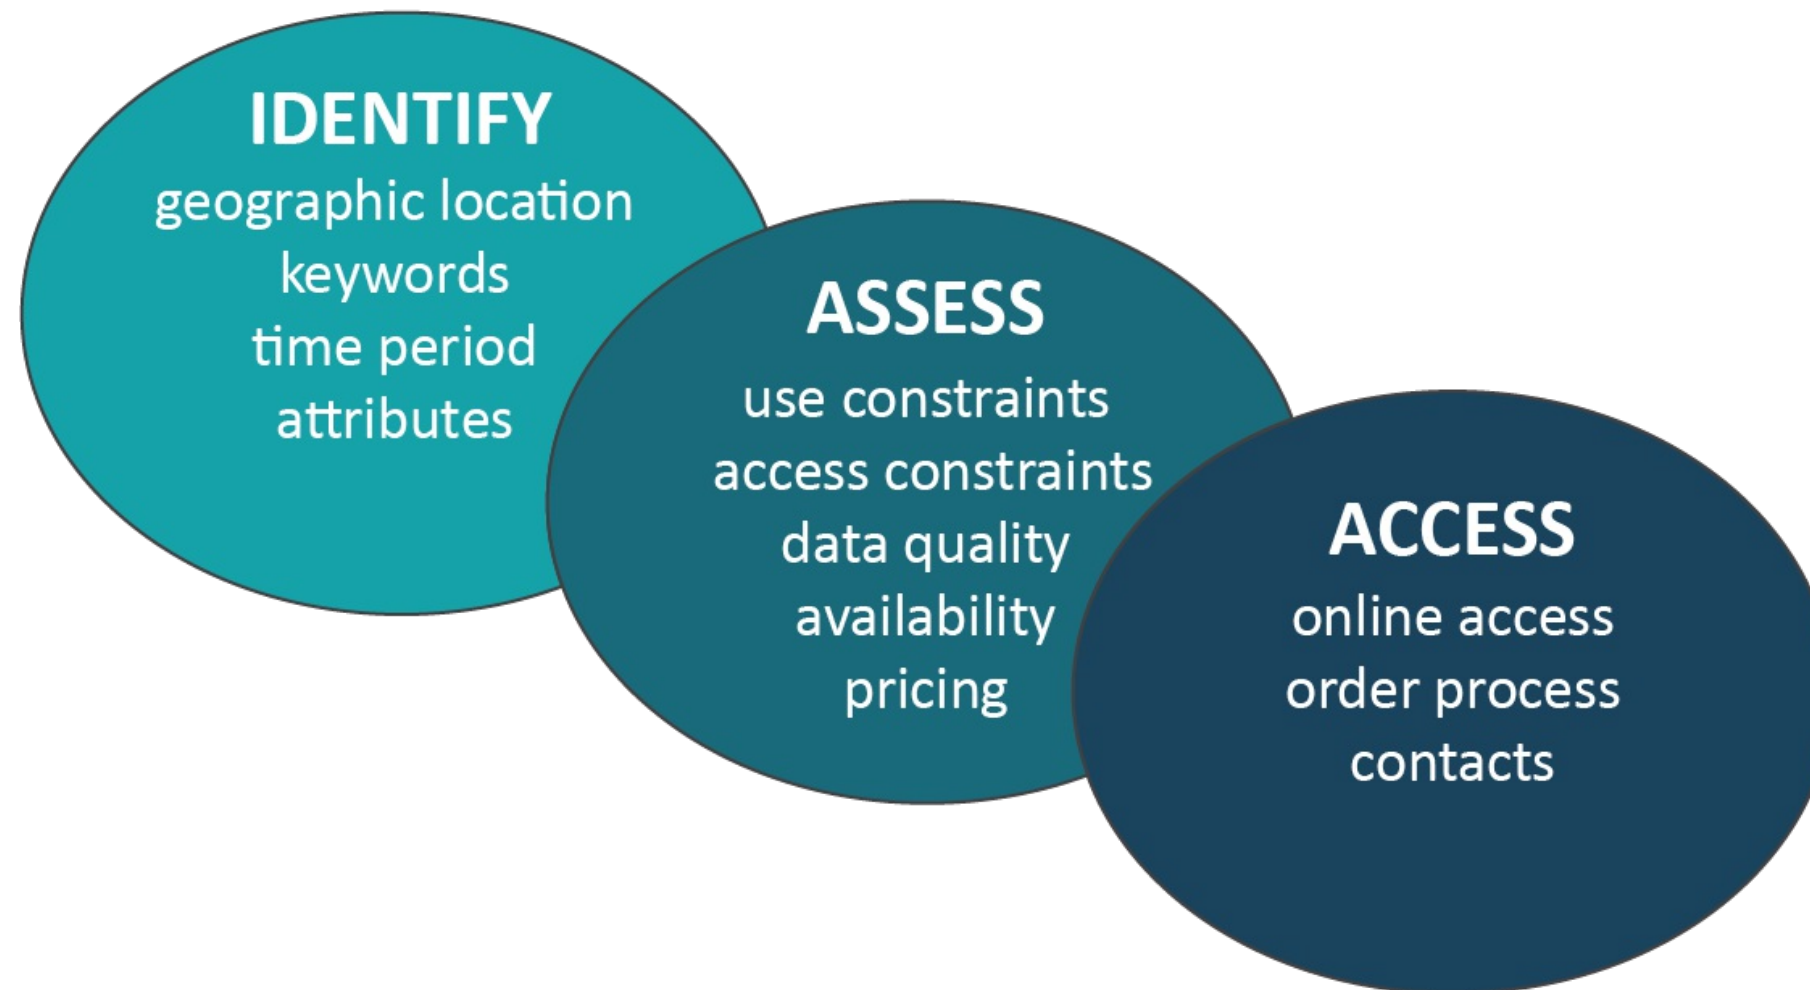 IDENTIFY
geographic location
keywords
time period
attributes
ASSESS
use constraints
access constraints
data quality
availability
pricing
ACCESS
online access
order process
contacts